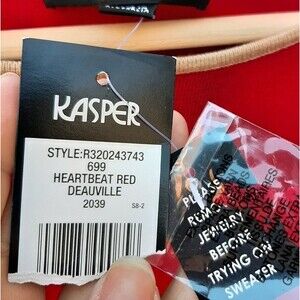 KASPER
STYLE:R320243743
699
HEARTBEAT RED
DEAUVILLE
2039
S8-2
PLEASE
REMOVE
JEWELRY
BEFORE
TRYING ON
SWEATER